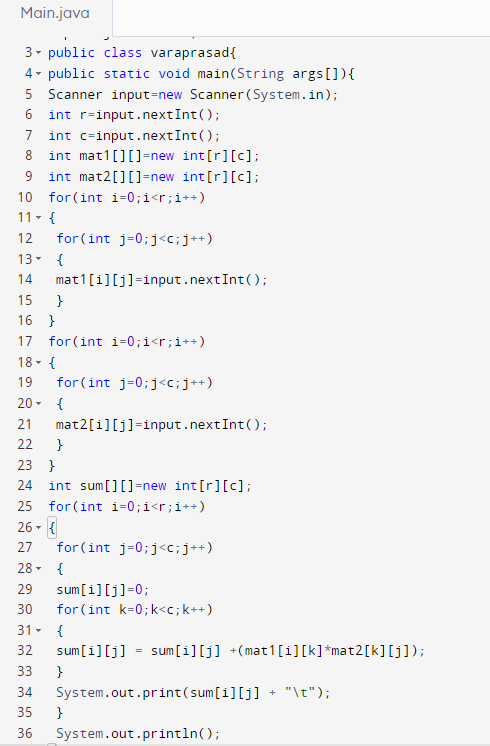 Main.java
3 public class varaprasad{
4 public static void main(String args[]){
5 Scanner input=new Scanner(System.in);
6 int r=input.nextInt();
7 int c=input.nextInt();
8 int mat1[][]=new int[r][c];
9 int mat2[][]=new int[r][c];
10 for(int i=0;i<r;i++)
11 {
12  for(int j=0;j<c;j++)
13  {
14  mat1[i][j]=input.nextInt();
15  }
16 }
17 for(int i=0;i<r;i++)
18 {
19  for(int j=0;j<c;j++)
20  {
21  mat2[i][j]=input.nextInt();
22  }
23 }
24 int sum[][]=new int[r][c];
25 for(int i=0;i<r;i++)
26 {
27  for(int j=0;j<c;j++)
28  {
29  sum[i][j]=0;
30  for(int k=0;k<c;k++)
31  {
32  sum[i][j] = sum[i][j] +(mat1[i][k]*mat2[k][j]);
33  }
34  System.out.print(sum[i][j] + "\t");
35  }
36  System.out.println();